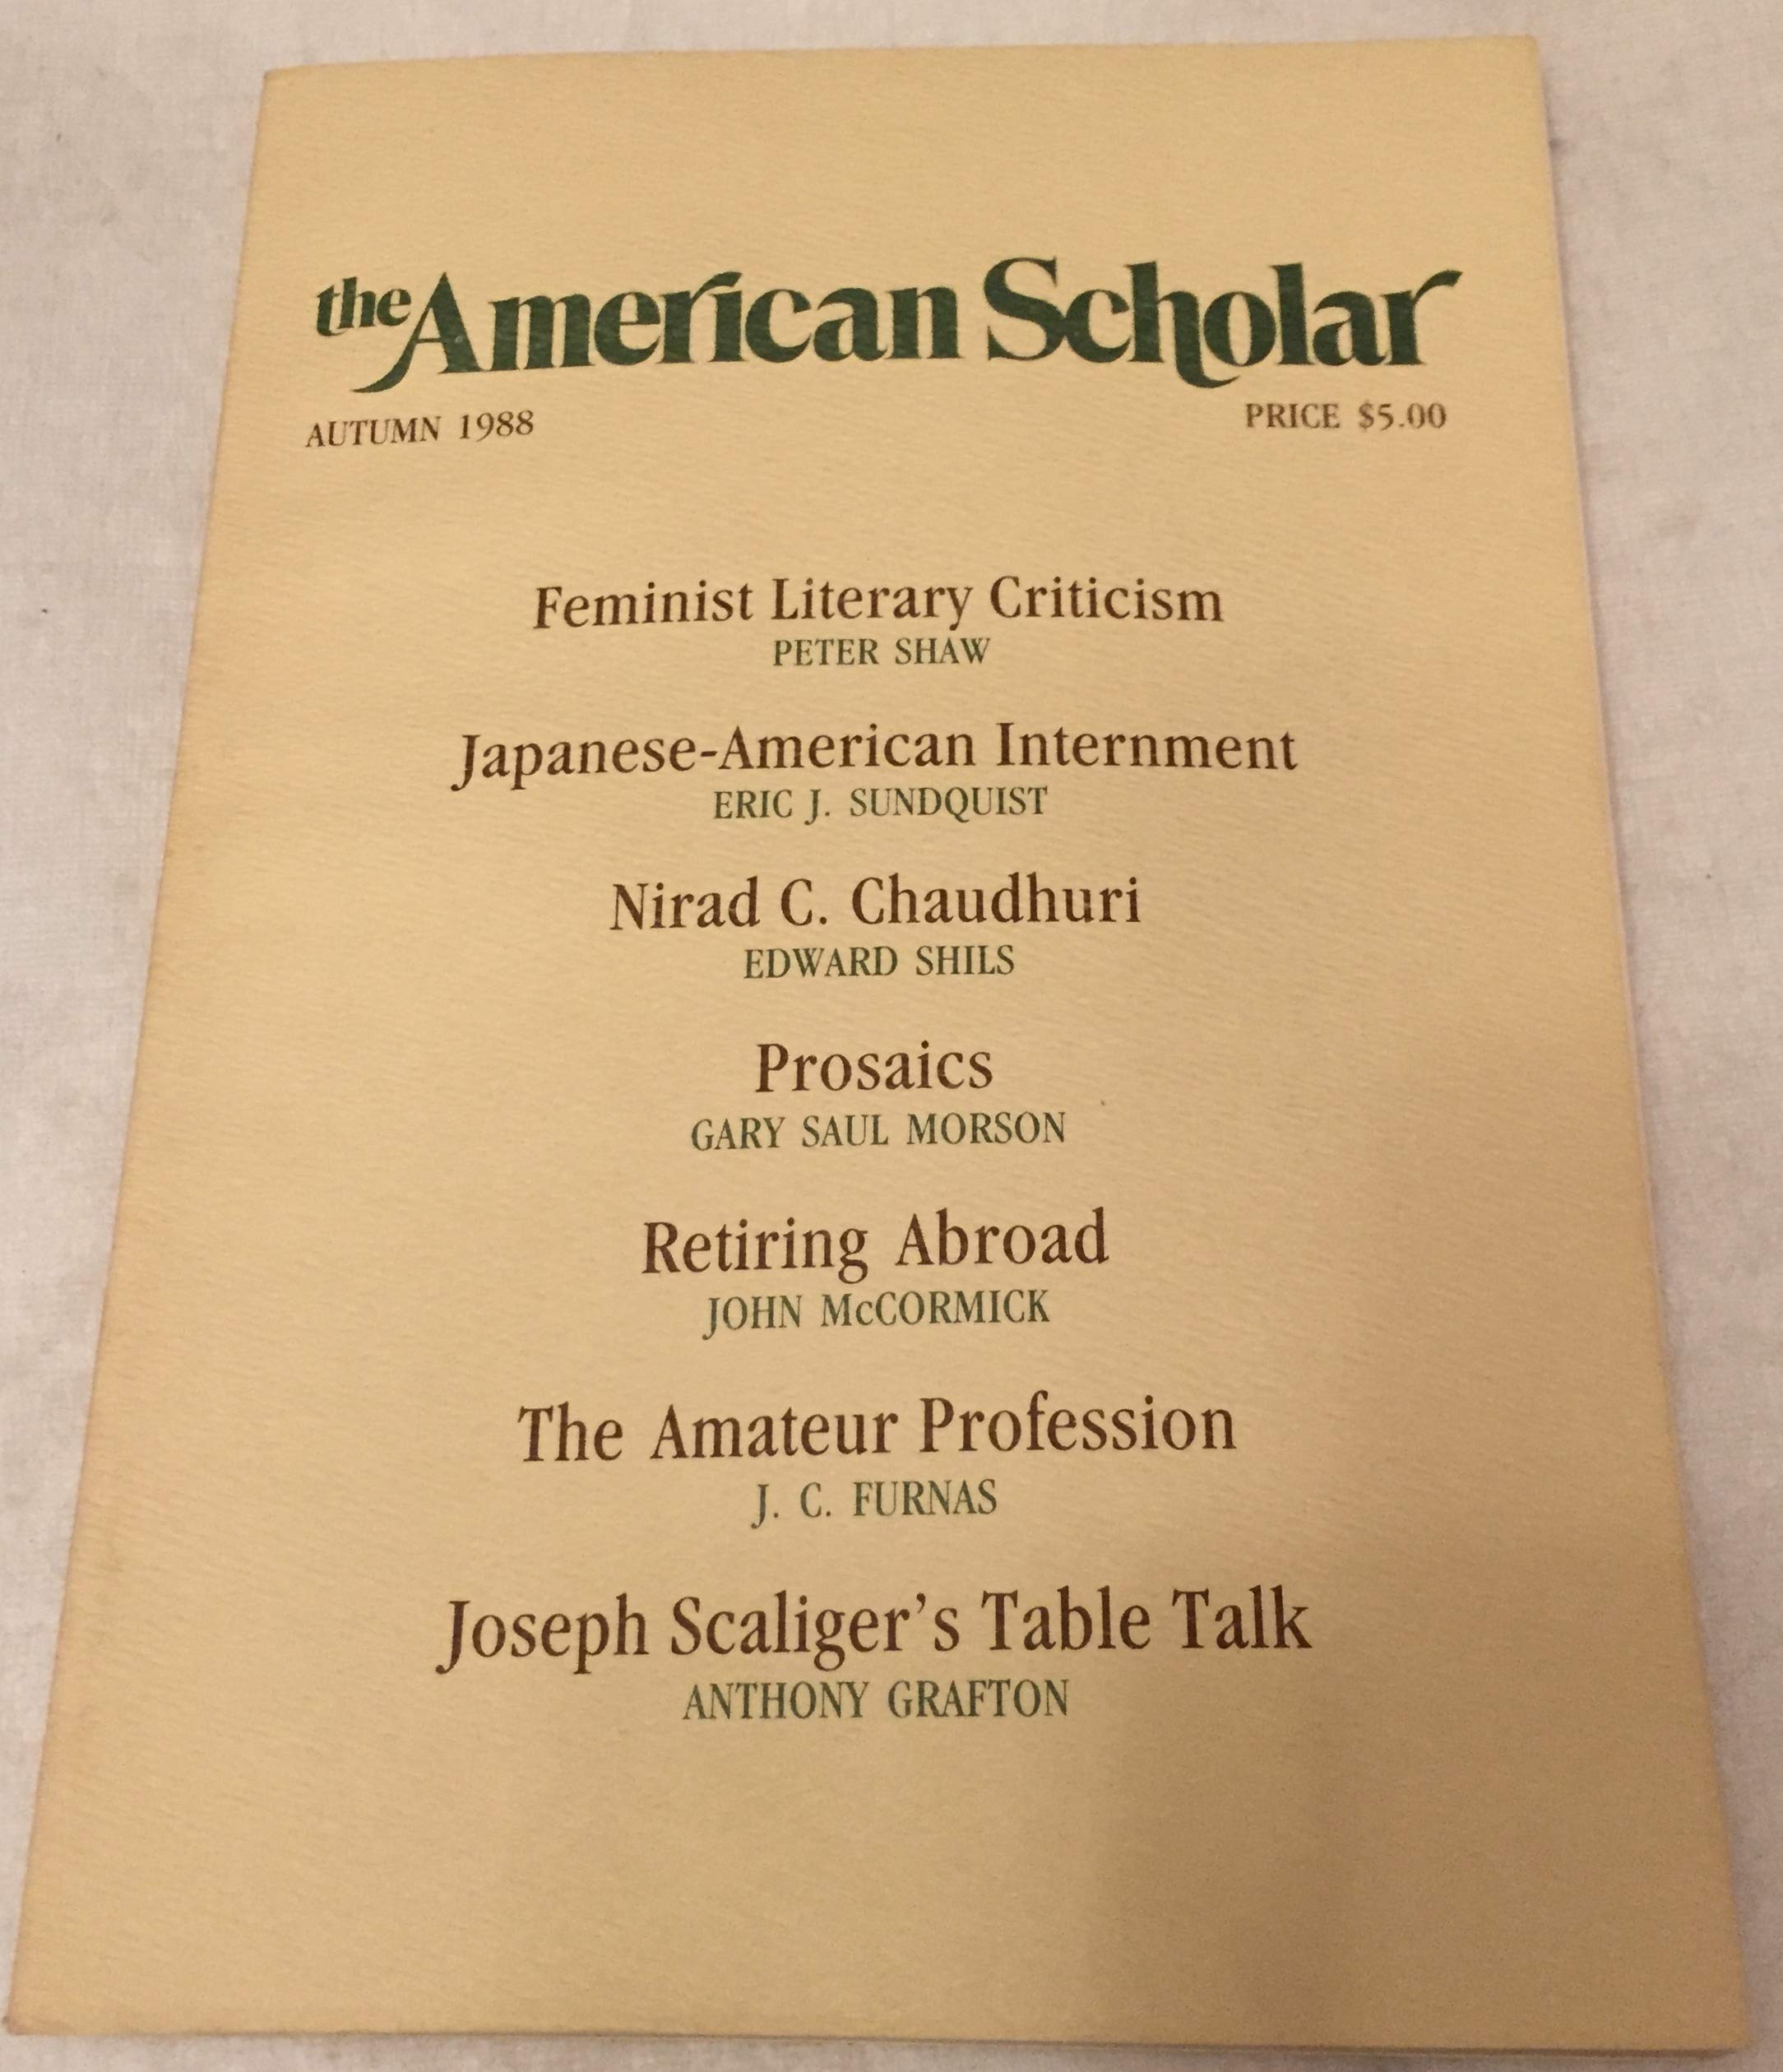 the American Scholar
AUTUMN 1988 PRICE $5.00
Feminist Literary Criticism
PETER SHAW
Japanese-American Internment
ERIC J. SUNDQUIST
Nirad C. Chaudhuri
EDWARD SHILS
Prosaics
GARY SAUL MORSON
Retiring Abroad
JOHN McCORMICK
The Amateur Profession
J. C. FURNAS
Joseph Scaliger's Table Talk
ANTHONY GRAFTON